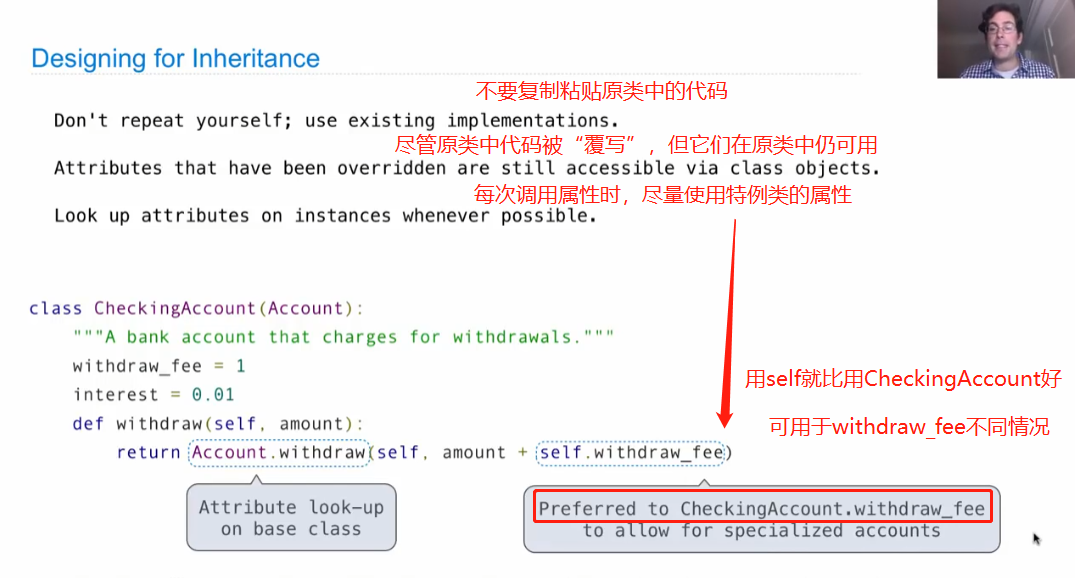 Designing for Inheritance
不要复制粘贴原类中的代码
Don't repeat yourself; use existing implementations.
尽管原类中代码被“覆写”，但它们在原类中仍可用
Attributes that have been overridden are still accessible via class objects.
每次调用属性时，尽量使用特例类的属性
Look up attributes on instances whenever possible.
class CheckingAccount(Account):
"""A bank account that charges for withdrawals."""
withdraw_fee = 1
interest = 0.01
用self就比用CheckingAccount好
def withdraw(self, amount):
可用于withdraw_fee不同情况
return Account.withdraw(self, amount + self.withdraw_fee)
Attribute look-up
on base class
Preferred to CheckingAccount.withdraw_fee
to allow for specialized accounts